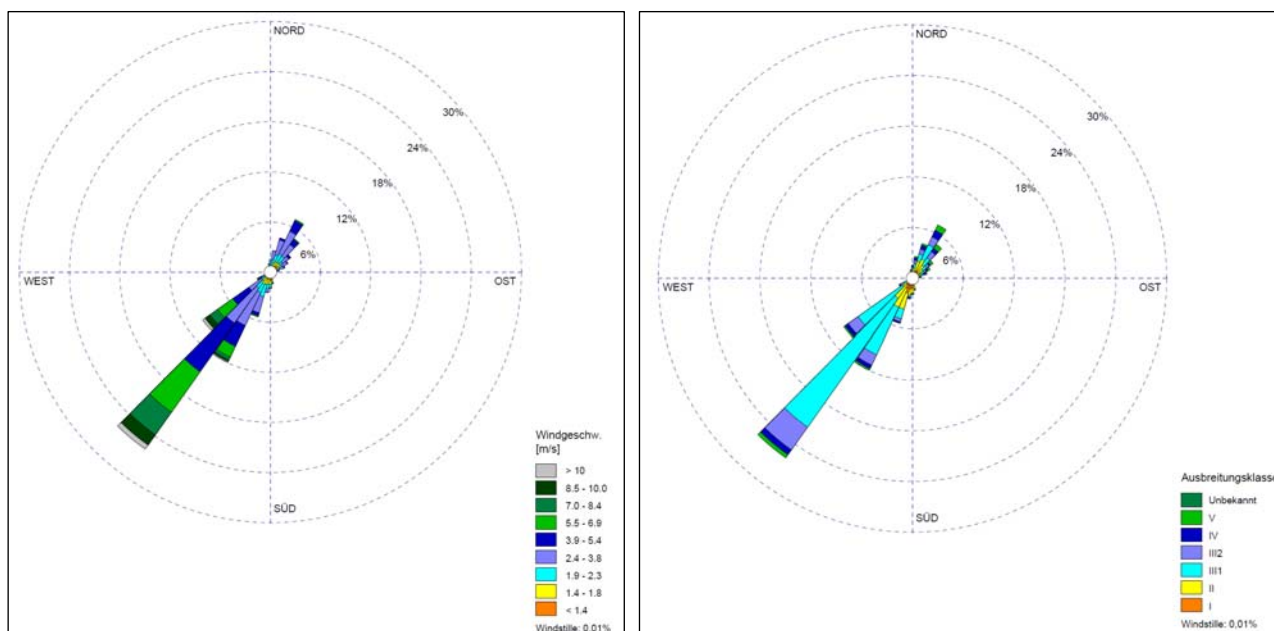 NORD
30%
24%
18%
12%
6%
WEST
OST
SÜD
Windgeschw.
[m/s]
> 10
8.5 - 10.0
7.0 - 8.4
5.5 - 6.9
3.9 - 5.4
2.4 - 3.8
1.9 - 2.3
1.4 - 1.8
< 1.4
Windstille: 0,01%
NORD
30%
24%
18%
12%
6%
WEST
OST
SÜD
Ausbreitungsklasse
Unbekannt
V
IV
III2
III1
II
I
Windstille: 0,01%